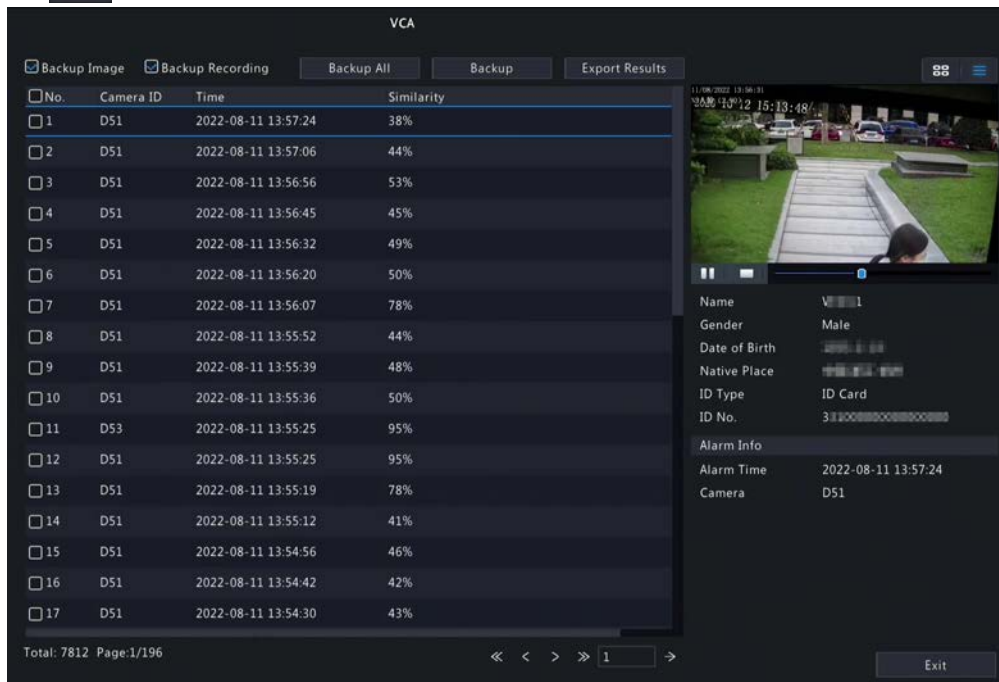 VCA
Backup Image Backup Recording Backup All Backup Export Results
No. Camera ID Time Similarity
1 D51 2022-08-11 13:57:24 38%
2 D51 2022-08-11 13:57:06 44%
3 D51 2022-08-11 13:56:56 53%
4 D51 2022-08-11 13:56:45 45%
5 D51 2022-08-11 13:56:32 49%
6 D51 2022-08-11 13:56:20 50%
7 D51 2022-08-11 13:56:07 78%
8 D51 2022-08-11 13:55:52 44%
9 D51 2022-08-11 13:55:39 48%
10 D51 2022-08-11 13:55:36 50%
11 D53 2022-08-11 13:55:25 95%
12 D51 2022-08-11 13:55:25 95%
13 D51 2022-08-11 13:55:19 78%
14 D51 2022-08-11 13:55:12 41%
15 D51 2022-08-11 13:54:56 46%
16 D51 2022-08-11 13:54:42 42%
17 D51 2022-08-11 13:54:30 43%
Total: 7812 Page:1/196
« < > » 1 →
11/08/2022 13:56:31
15:13:48
Name
Gender Male
Date of Birth
Native Place
ID Type ID Card
ID No.
Alarm Info
Alarm Time 2022-08-11 13:57:24
Camera D51
Exit